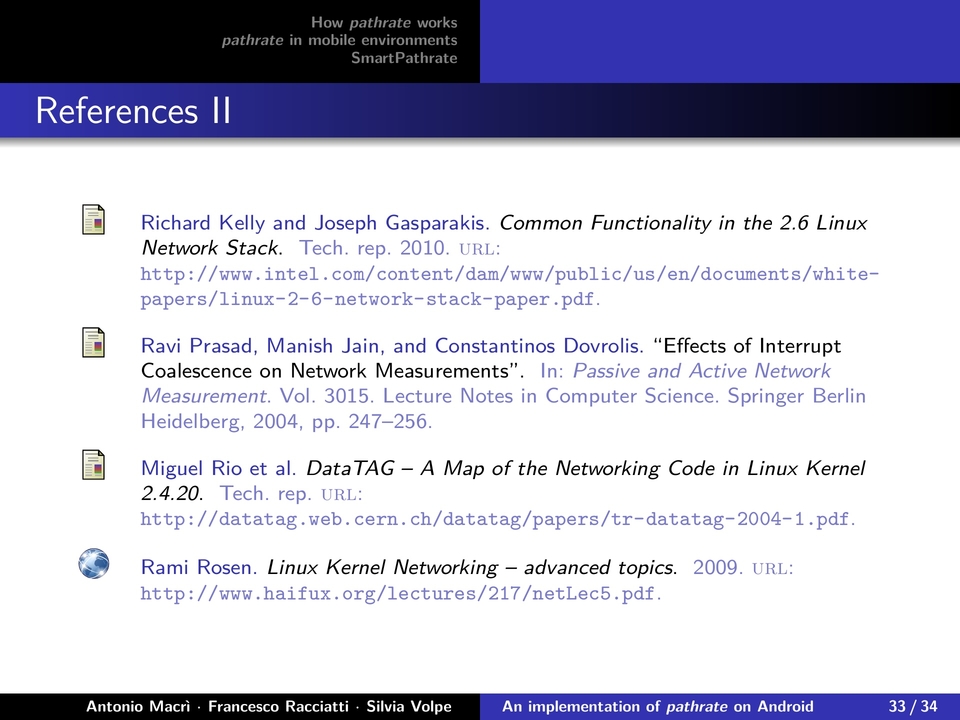 How pathrate works
pathrate in mobile environments
SmartPathrate
References II
Richard Kelly and Joseph Gasparakis. Common Functionality in the 2.6 Linux
Network Stack. Tech. rep. 2010. URL:
http://www.intel.com/content/dam/www/public/us/en/documents/white-
papers/linux-2-6-network-stack-paper.pdf.
Ravi Prasad, Manish Jain, and Constantinos Dovrolis. “Effects of Interrupt
Coalescence on Network Measurements”. In: Passive and Active Network
Measurement. Vol. 3015. Lecture Notes in Computer Science. Springer Berlin
Heidelberg, 2004, pp. 247–256.
Miguel Rio et al. DataTAG – A Map of the Networking Code in Linux Kernel
2.4.20. Tech. rep. URL:
http://datatag.web.cern.ch/datatag/papers/tr-datatag-2004-1.pdf.
Rami Rosen. Linux Kernel Networking – advanced topics. 2009. URL:
http://www.haifux.org/lectures/217/netLec5.pdf.
Antonio Macrì · Francesco Racciatti · Silvia Volpe An implementation of pathrate on Android 33 / 34